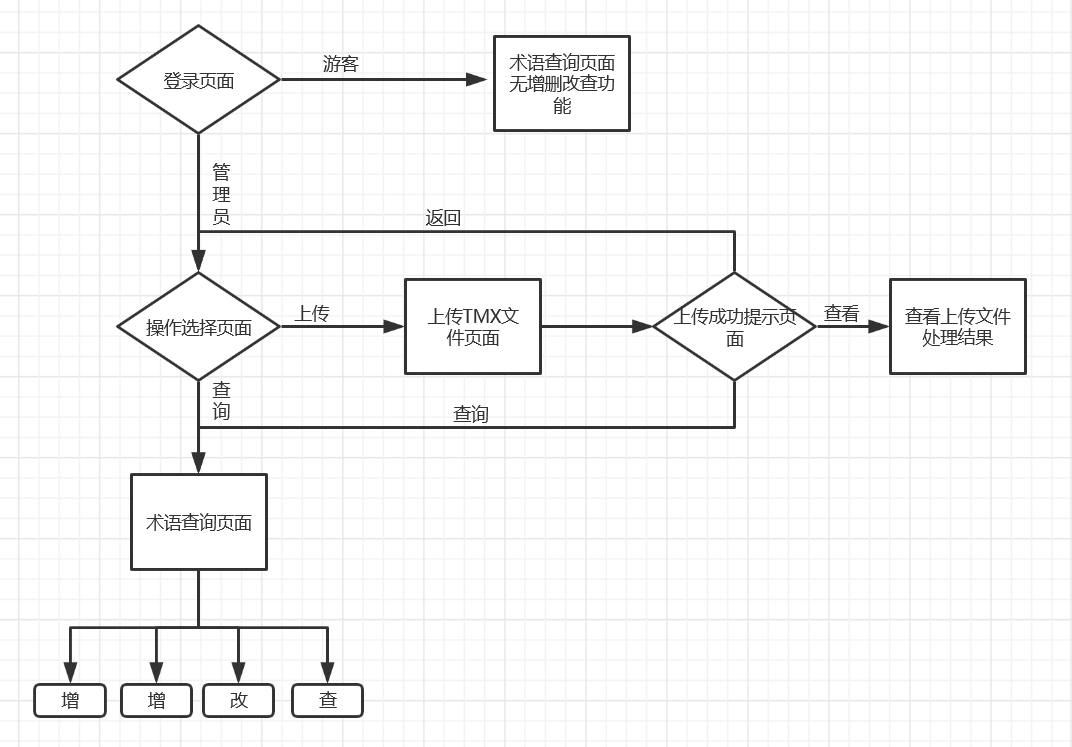 登录页面
游客
术语查询页面
无增删改查功
能
管
理
员
返回
操作选择页面
上传
上传TMX文
件页面
上传成功提示页
面
查看
查看上传文件
处理结果
查
询
查询
术语查询页面
增
增
改
查